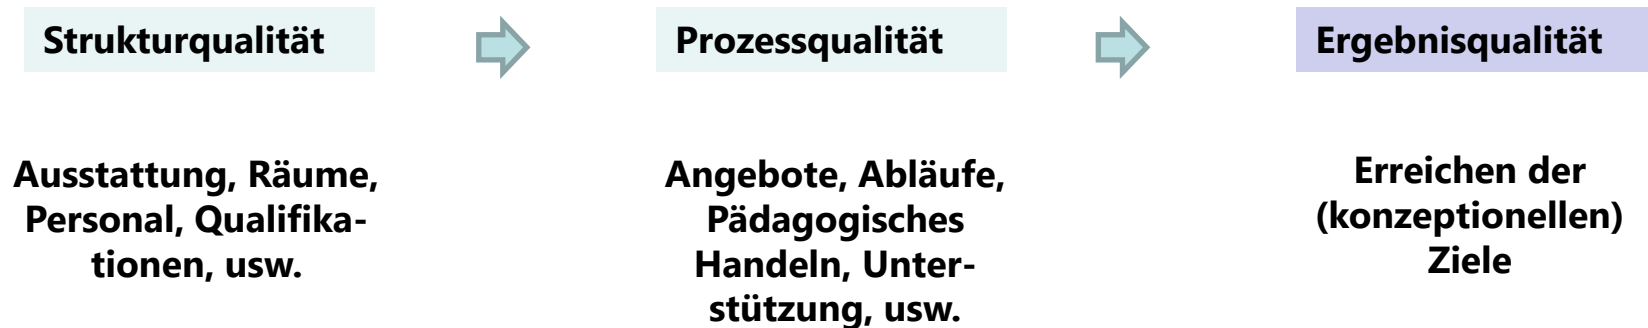 Strukturqualität
Prozessqualität
Ergebnisqualität
Ausstattung, Räume,
Personal, Qualifika-
tionen, usw.
Angebote, Abläufe,
Pädagogisches
Handeln, Unter-
stützung, usw.
Erreichen der
(konzeptionellen)
Ziele